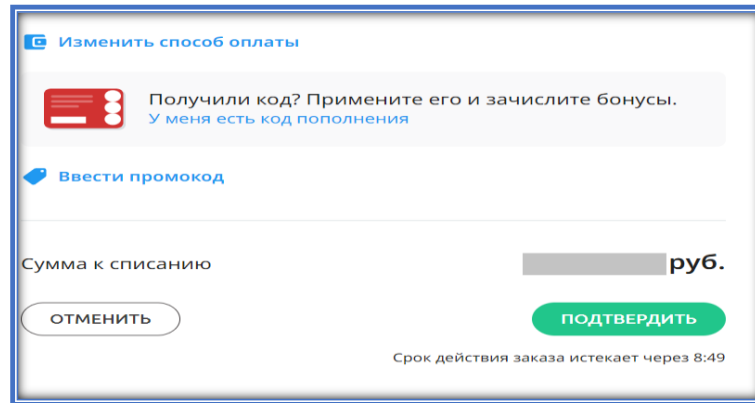 Изменить способ оплаты
Получили код? Примените его и зачислите бонусы.
У меня есть код пополнения
Ввести промокод
Сумма к списанию руб.
ОТМЕНИТЬ ПОДТВЕРДИТЬ
Срок действия заказа истекает через 8:49